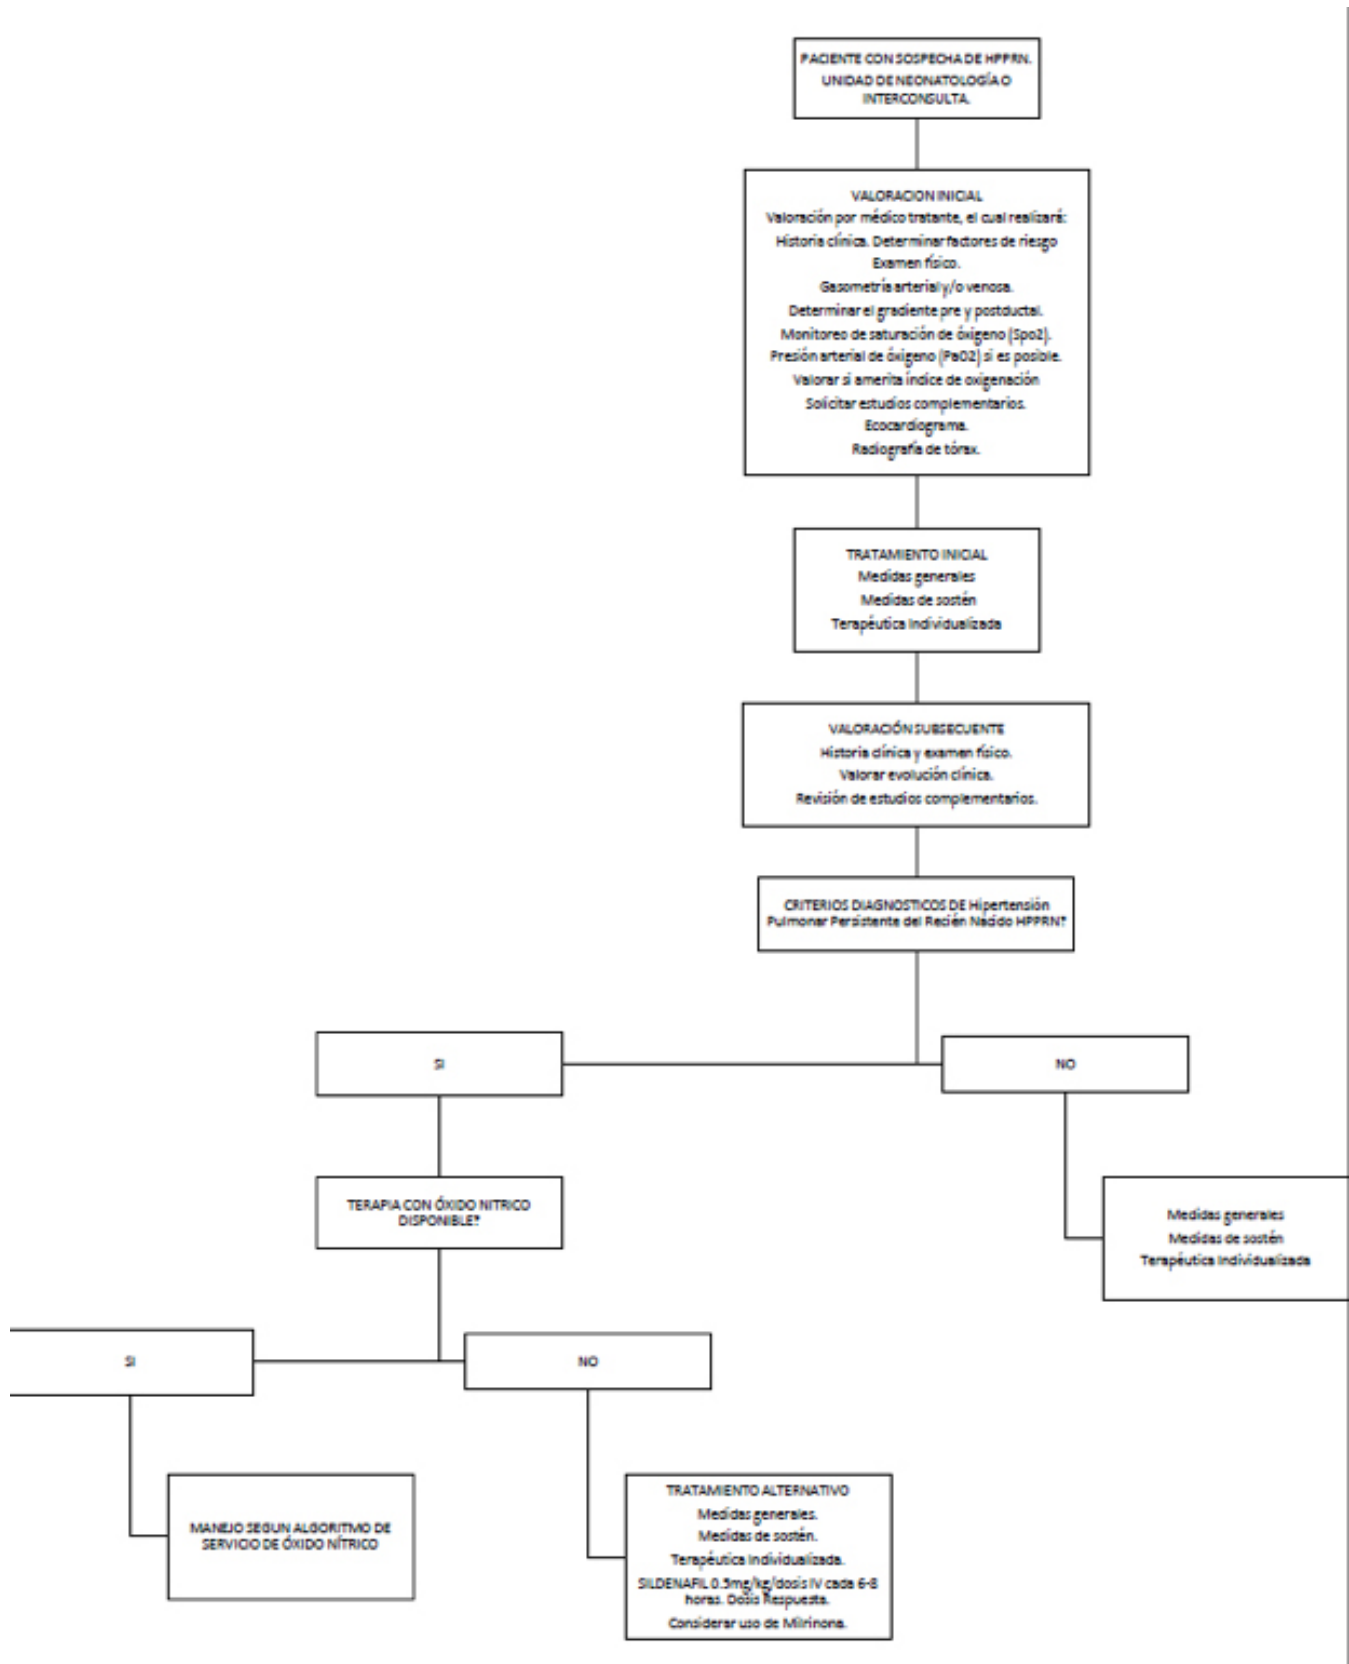 PACIENTE CON SOSPECHA DE HPPRN.
UNIDAD DE NEONATOLOGÍA O
INTERCONSULTA.
VALORACION INICIAL
Valoración por médico tratante, el cual realizará:
Historia clínica. Determinar factores de riesgo
Examen físico.
Gasometría arterial y/o venosa.
Determinar el gradiente pre y postductal.
Monitoreo de saturación de óxigeno (Spo2).
Presión arterial de óxigeno (PaO2) si es posible.
Valorar si amerita índice de oxigenación
Solicitar estudios complementarios.
Ecocardiograma.
Radiografía de tórax.
TRATAMIENTO INICIAL
Medidas generales
Medidas de sostén
Terapéutica Individualizada
VALORACIÓN SUBSECUENTE
Historia clínica y examen físico.
Valorar evolución clínica.
Revisión de estudios complementarios.
CRITERIOS DIAGNOSTICOS DE Hipertensión
Pulmonar Persistente del Recién Nacido HPPRN?
SI
NO
TERAPIA CON ÓXIDO NITRICO
DISPONIBLE?
Medidas generales
Medidas de sostén
Terapéutica Individualizada
SI
NO
MANEJO SEGUN ALGORITMO DE
SERVICIO DE ÓXIDO NÍTRICO
TRATAMIENTO ALTERNATIVO
Medidas generales.
Medidas de sostén.
Terapéutica Individualizada.
SILDENAFIL 0.5mg/kg/dosis IV cada 6-8
horas. Dosis Respuesta.
Considerar uso de Milrinona.